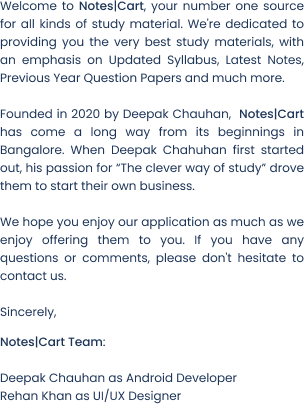 Welcome to Notes|Cart, your number one source
for all kinds of study material. We're dedicated to
providing you the very best study materials, with
an emphasis on Updated Syllabus, Latest Notes,
Previous Year Question Papers and much more.
Founded in 2020 by Deepak Chauhan, Notes|Cart
has come a long way from its beginnings in
Bangalore. When Deepak Chahuhan first started
out, his passion for “The clever way of study” drove
them to start their own business.
We hope you enjoy our application as much as we
enjoy offering them to you. If you have any
questions or comments, please don't hesitate to
contact us.
Sincerely,
Notes|Cart Team:
Deepak Chauhan as Android Developer
Rehan Khan as UI/UX Designer